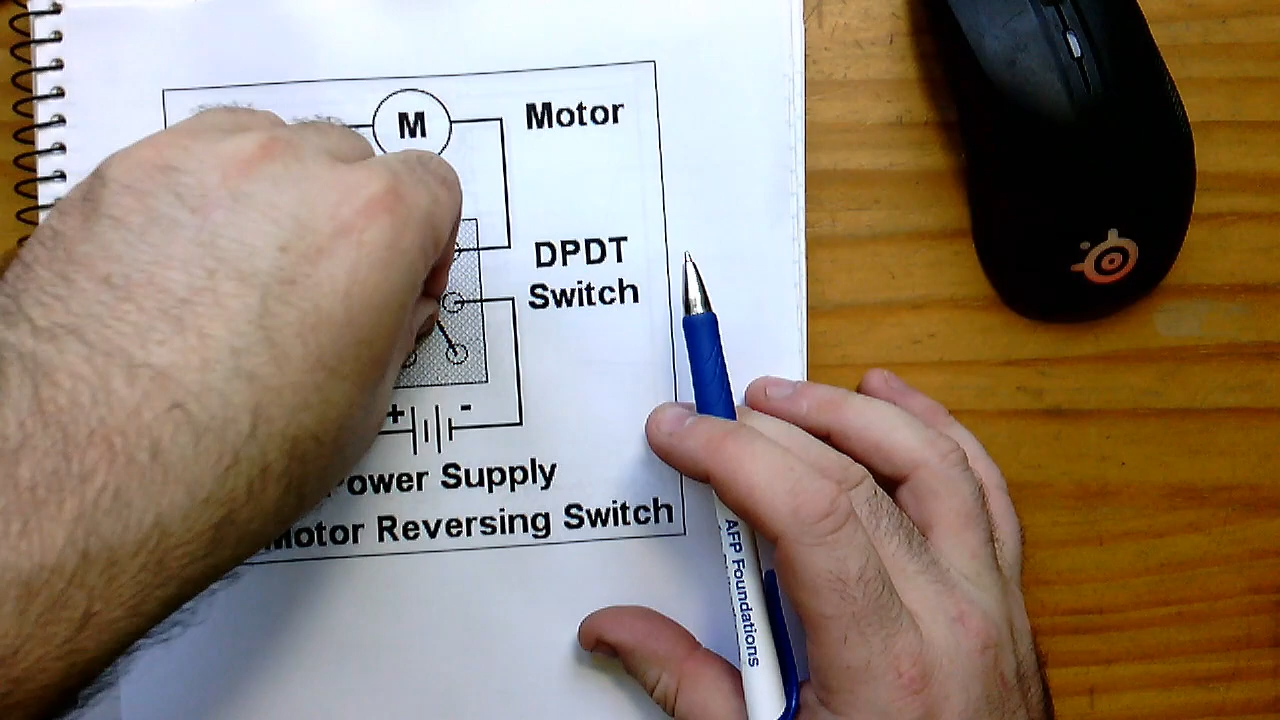 M
Motor
DPDT
Switch
+ -
Power Supply
Motor Reversing Switch
AFP Foundations